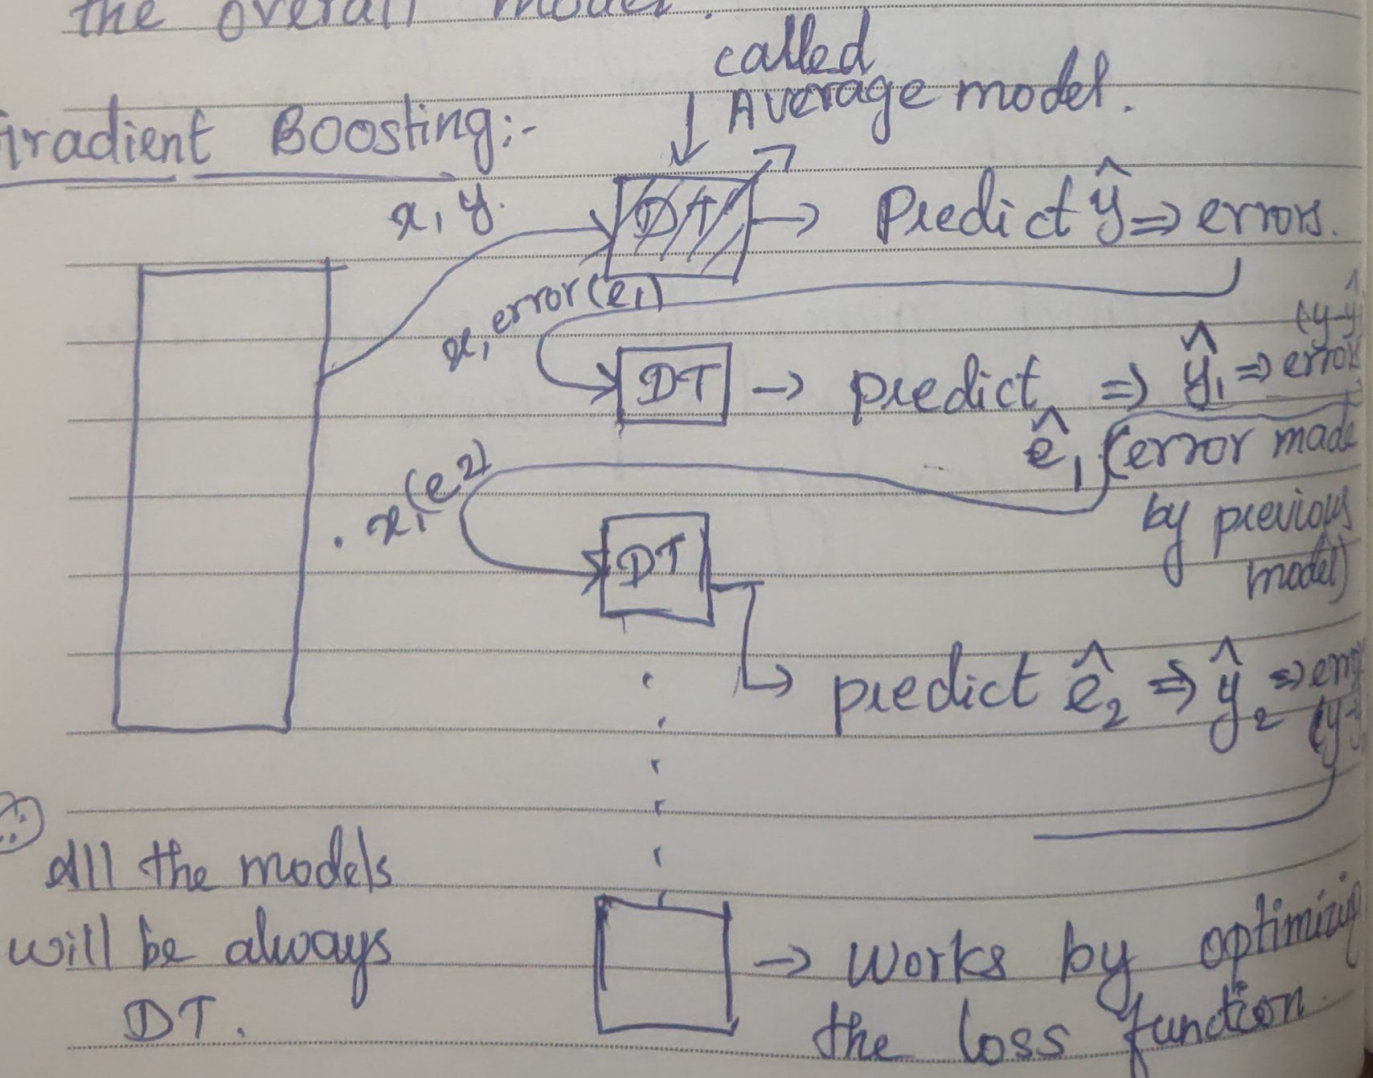 the overall model.
called
Average model.
Gradient Boosting:-
x, y.
DT → Predict ŷ ⇒ errors.
x, error(e1)
(y-ŷ
DT → predict ê1 ⇒ ŷ1 ⇒ error
(error made
by previous
model)
x, (e2)
DT
predict ê2 ⇒ ŷ2 ⇒
(y-
All the models
will be always
DT.
→ Works by optimizing
the loss function.